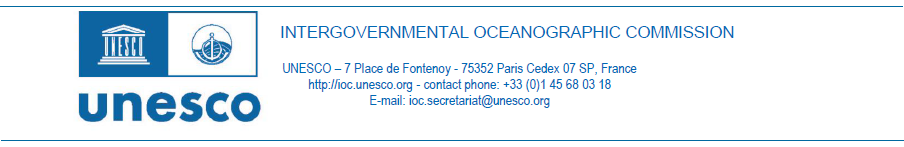 UNESCO
unesco
INTERGOVERNMENTAL OCEANOGRAPHIC COMMISSION
UNESCO – 7 Place de Fontenoy - 75352 Paris Cedex 07 SP, France
http://ioc.unesco.org - contact phone: +33 (0)1 45 68 03 18
E-mail: ioc.secretariat@unesco.org